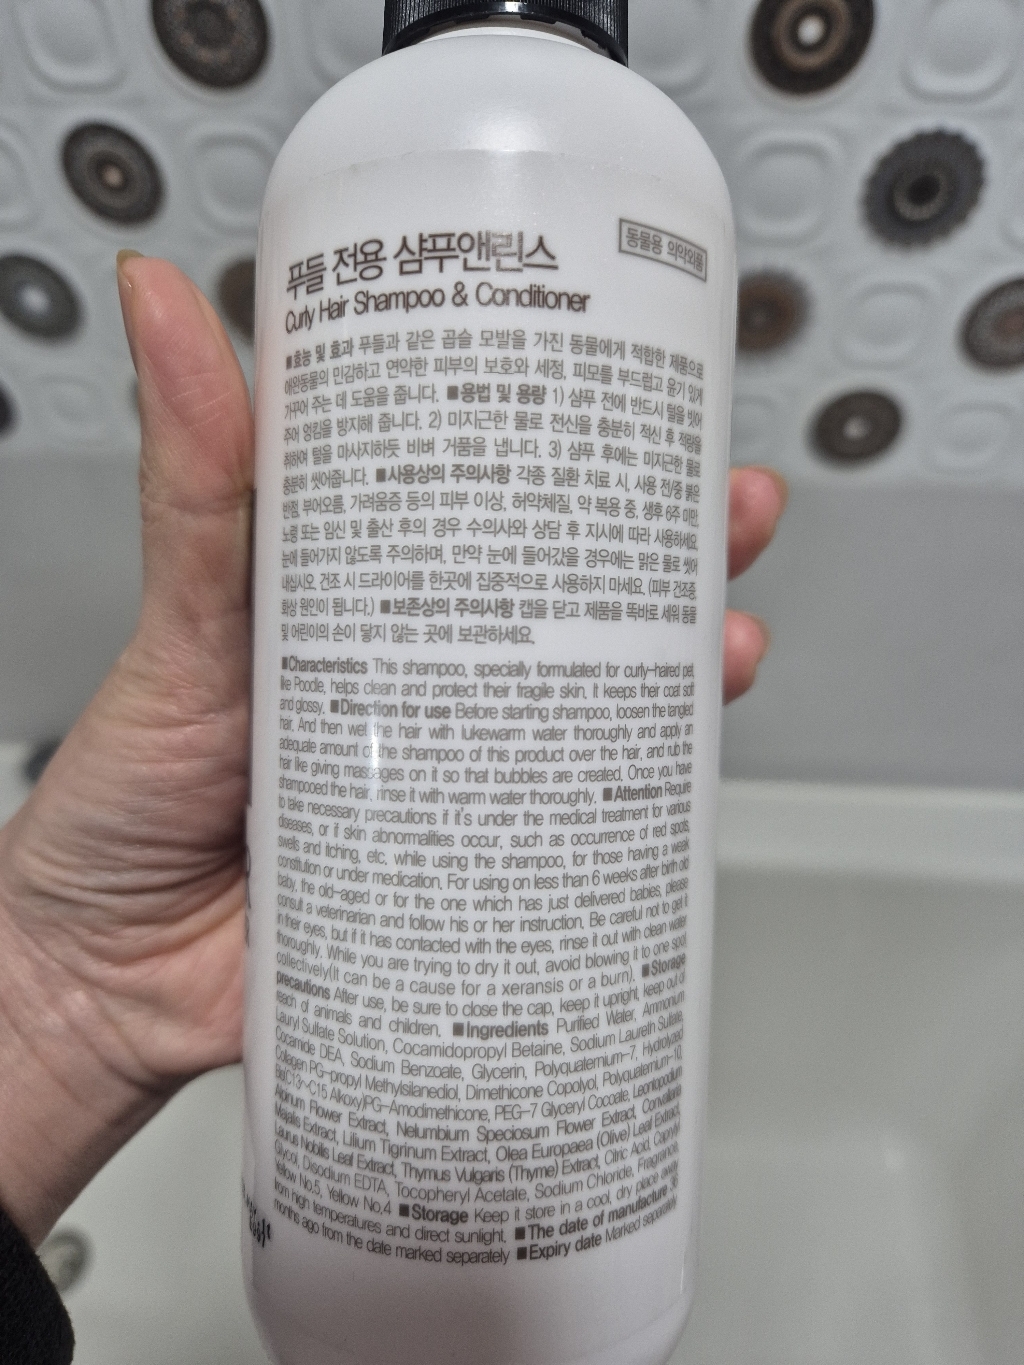 동물용 의약외품
푸들 전용 샴푸앤린스
Curly Hair Shampoo & Conditioner
■효능 및 효과 푸들과 같은 곱슬 모발을 가진 동물에게 적합한 제품으로
애완동물의 민감하고 연약한 피부의 보호와 세정, 피모를 부드럽고 윤기 있게
가꾸어 주는 데 도움을 줍니다. ■용법 및 용량 1) 샴푸 전에 반드시 털을 빗어
주어 엉킴을 방지해 줍니다. 2) 미지근한 물로 전신을 충분히 적신 후 적량을
취하여 털을 마사지하듯 비벼 거품을 냅니다. 3) 샴푸 후에는 미지근한 물로
충분히 씻어줍니다. ■사용상의 주의사항 각종 질환 치료 시, 사용 전/중 붉은
반점, 부어오름, 가려움증 등의 피부 이상, 허약체질, 약 복용 중, 생후 6주 미만,
노령 또는 임신 및 출산 후의 경우 수의사와 상담 후 지시에 따라 사용하세요.
눈에 들어가지 않도록 주의하며, 만약 눈에 들어갔을 경우에는 맑은 물로 씻어
내십시오. 건조 시 드라이어를 한곳에 집중적으로 사용하지 마세요. (피부 건조증,
화상 원인이 됩니다.) ■보존상의 주의사항 캡을 닫고 제품을 똑바로 세워 동물
및 어린이의 손이 닿지 않는 곳에 보관하세요.
■Characteristics This shampoo, specially formulated for curly-haired pet,
like Poodle, helps clean and protect their fragile skin. It keeps their coat soft
and glossy. ■Direction for use Before starting shampoo, loosen the tangled
hair. And then wet the hair with lukewarm water thoroughly and apply an
adequate amount of the shampoo of this product over the hair, and rub the
hair like giving massages on it so that bubbles are created. Once you have
shampooed the hair, rinse it with warm water thoroughly. ■Attention Require
to take necessary precautions if it's under the medical treatment for various
diseases, or if skin abnormalities occur, such as occurrence of red spots,
swells and itching, etc. while using the shampoo, for those having a weak
constitution or under medication. For using on less than 6 weeks after birth old
baby, the old-aged or for the one which has just delivered babies, please
consult a veterinarian and follow his or her instruction. Be careful not to get it
in their eyes, but if it has contacted with the eyes, rinse it out with clean water
thoroughly. While you are trying to dry it out, avoid blowing it to one spot
collectively(it can be a cause for a xeransis or a burn). ■Storage
precautions After use, be sure to close the cap, keep it upright, keep out of
reach of animals and children. ■Ingredients Purified Water, Ammonium
Lauryl Sulfate Solution, Cocamidopropyl Betaine, Sodium Laureth Sulfate,
Cocamide DEA, Sodium Benzoate, Glycerin, Polyquaternium-7, Hydrolyzed
Collagen PG-propyl Methylsilanediol, Dimethicone Copolyol, Polyquaternium-10,
Bis(C13~C15 Alkoxy)PG-Amodimethicone, PEG-7 Glyceryl Cocoate, Leontopodium
Alpinum Flower Extract, Nelumbium Speciosum Flower Extract, Convallaria
Majalis Extract, Lilium Tigrinum Extract, Olea Europaea (Olive) Leaf Extract,
Laurus Nobilis Leaf Extract, Thymus Vulgaris (Thyme) Extract, Citric Acid, Caprylyl
Glycol, Disodium EDTA, Tocopheryl Acetate, Sodium Chloride, Fragrance,
Yellow No.5, Yellow No.4 ■Storage Keep it store in a cool, dry place away
from high temperatures and direct sunlight. ■The date of manufacture 36
months ago from the date marked separately ■Expiry date Marked separately